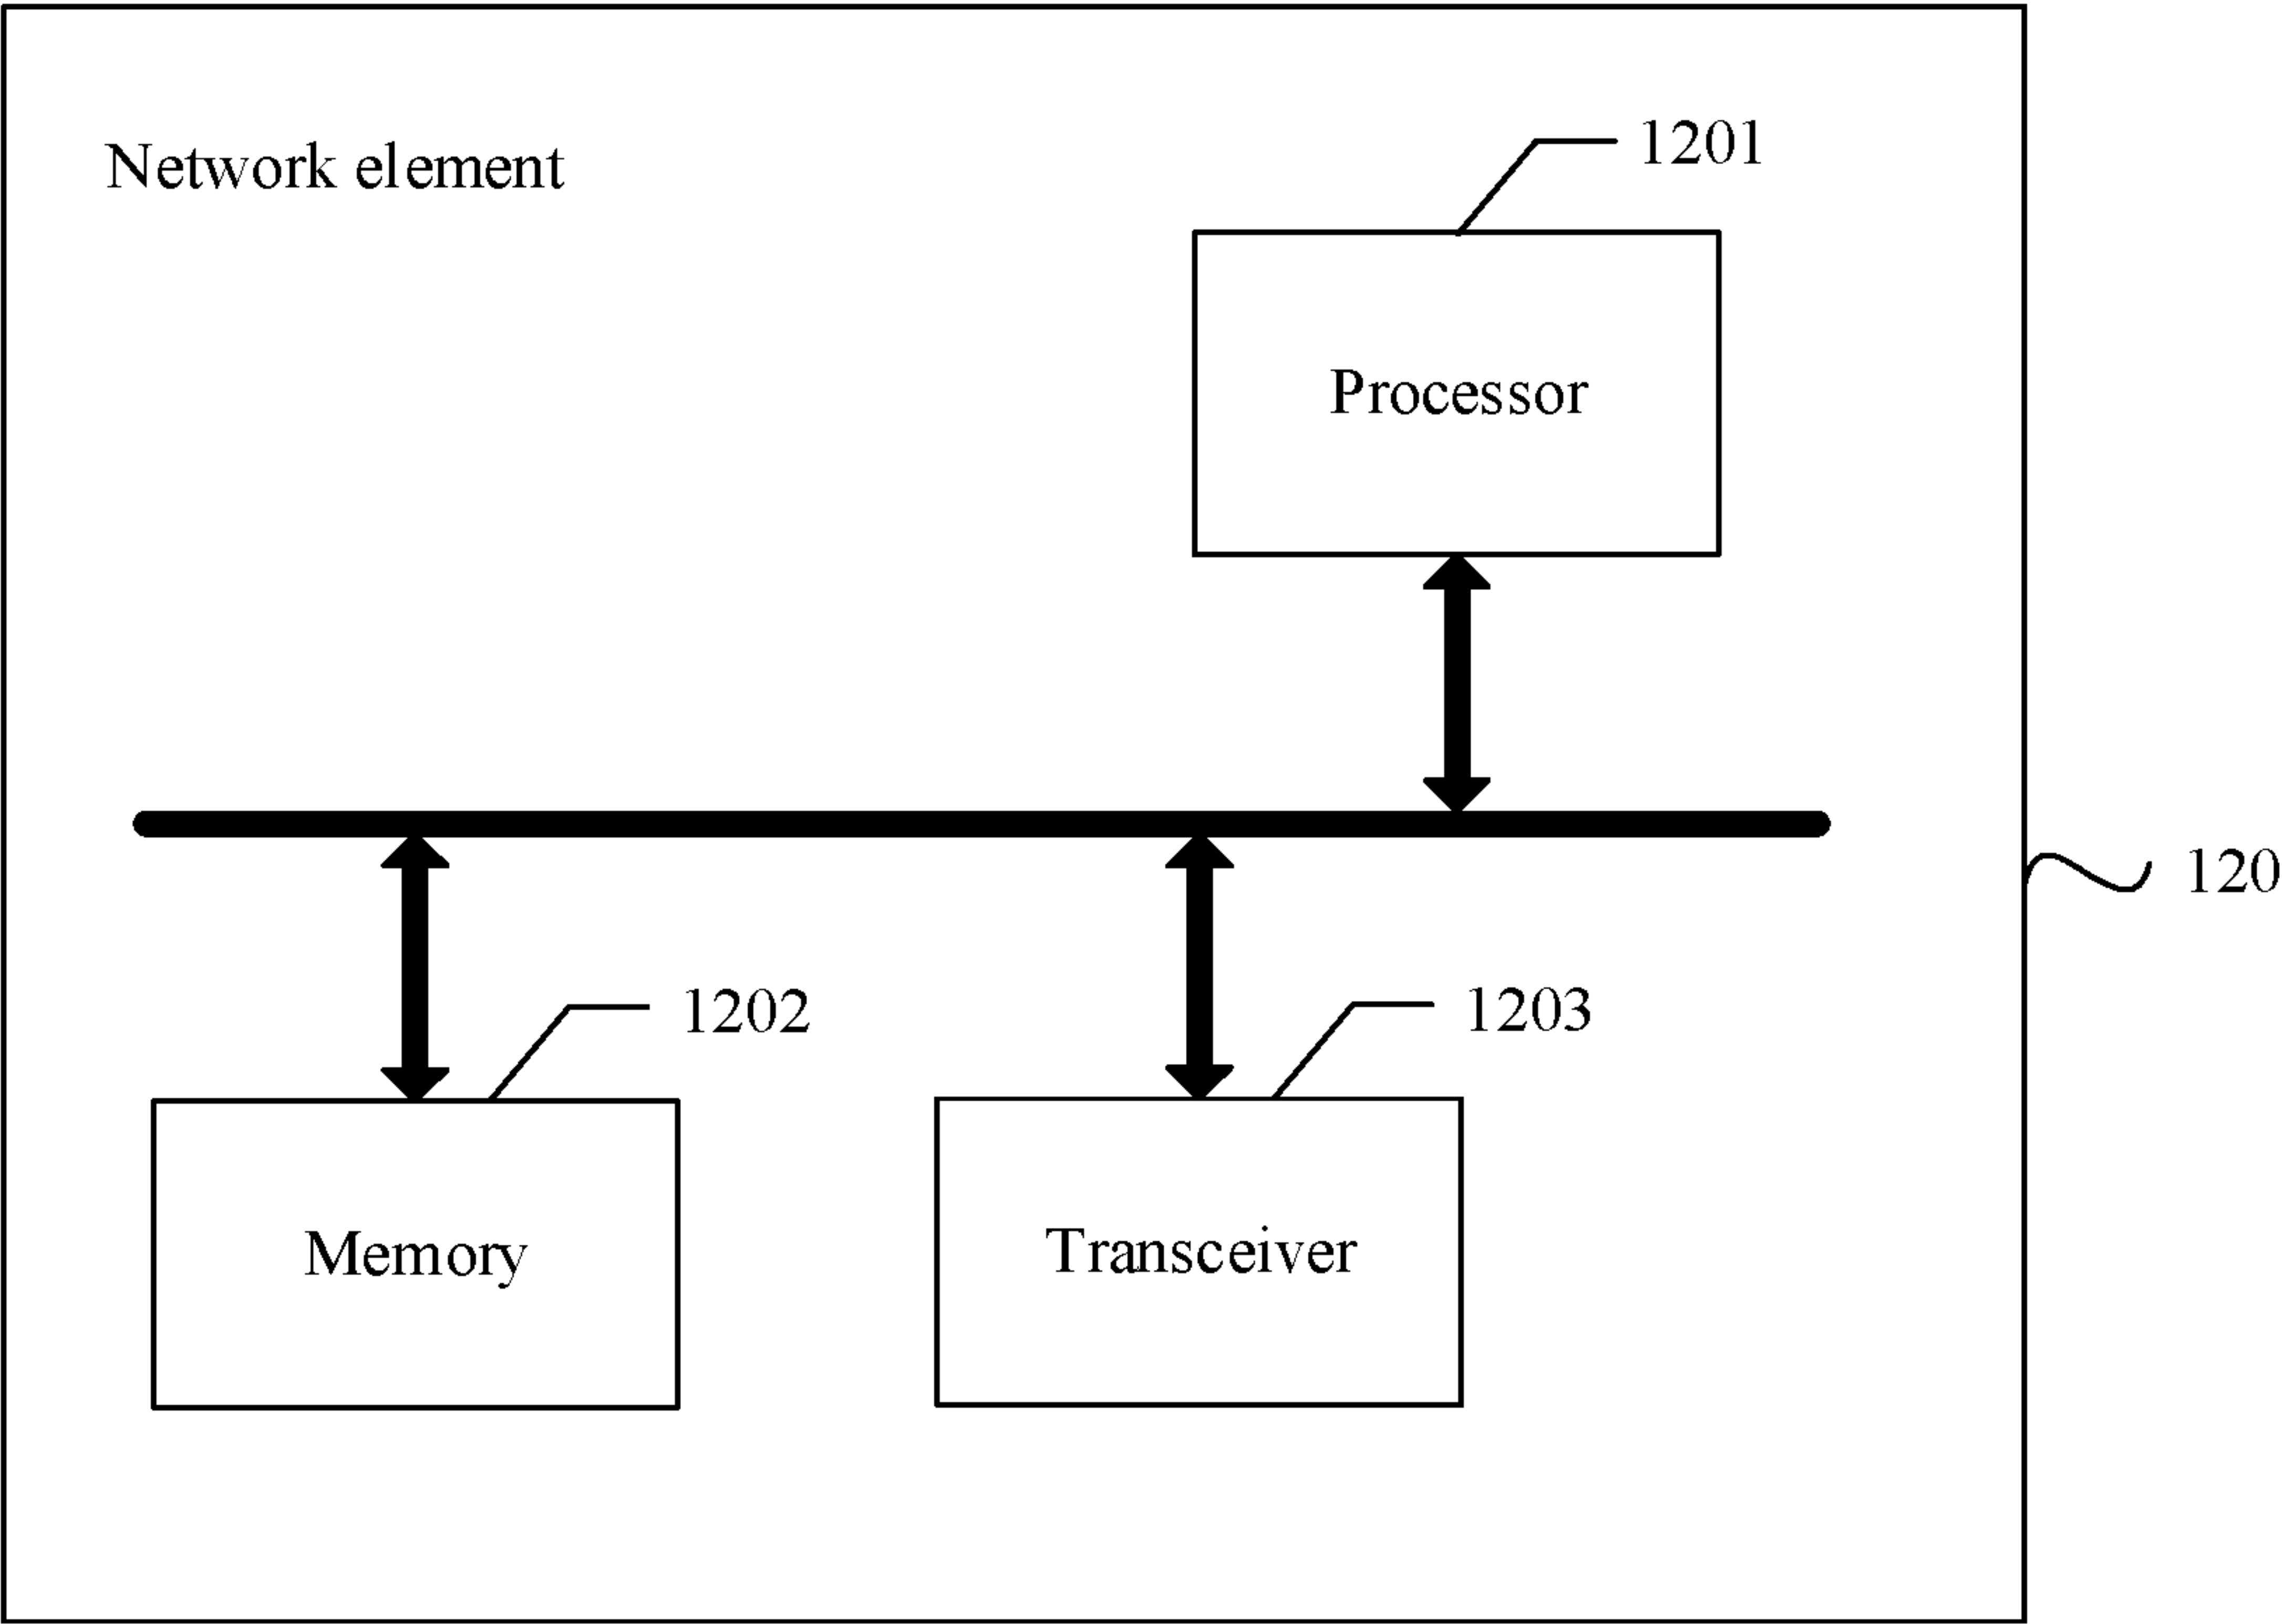 Network element
1201
Processor
120
1202
1203
Memory
Transceiver